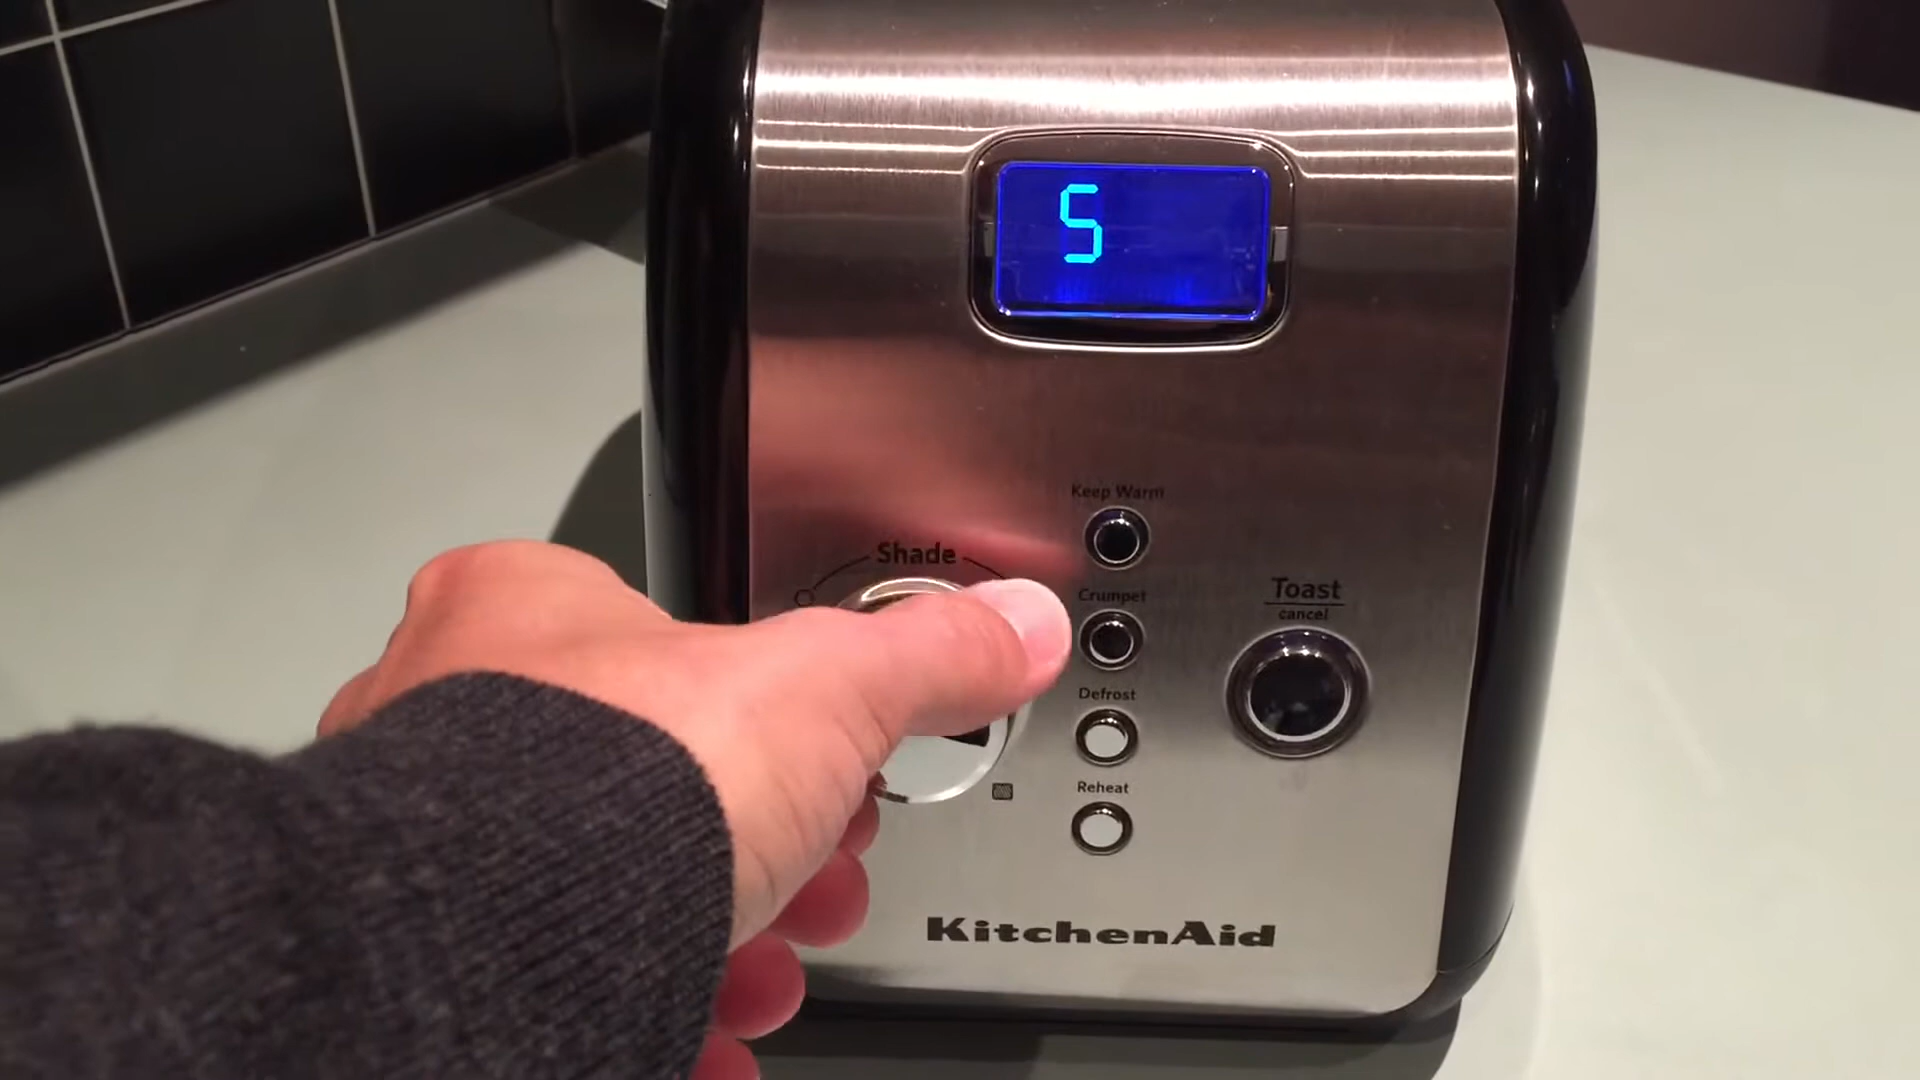 5
Keep Warm
Shade
Crumpet
Toast
cancel
Defrost
Reheat
KitchenAid